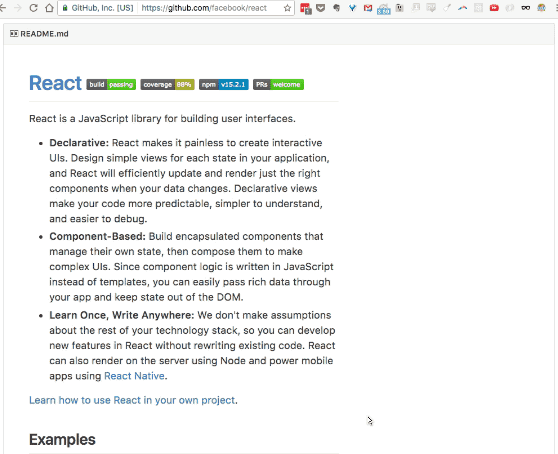 GitHub, Inc. [US] https://github.com/facebook/react
README.md
React build passing coverage 86% npm v15.2.1 PRs welcome
React is a JavaScript library for building user interfaces.
• Declarative: React makes it painless to create interactive
UIs. Design simple views for each state in your application,
and React will efficiently update and render just the right
components when your data changes. Declarative views
make your code more predictable, simpler to understand,
and easier to debug.
• Component-Based: Build encapsulated components that
manage their own state, then compose them to make
complex UIs. Since component logic is written in JavaScript
instead of templates, you can easily pass rich data through
your app and keep state out of the DOM.
• Learn Once, Write Anywhere: We don't make assumptions
about the rest of your technology stack, so you can develop
new features in React without rewriting existing code. React
can also render on the server using Node and power mobile
apps using React Native.
Learn how to use React in your own project.
Examples